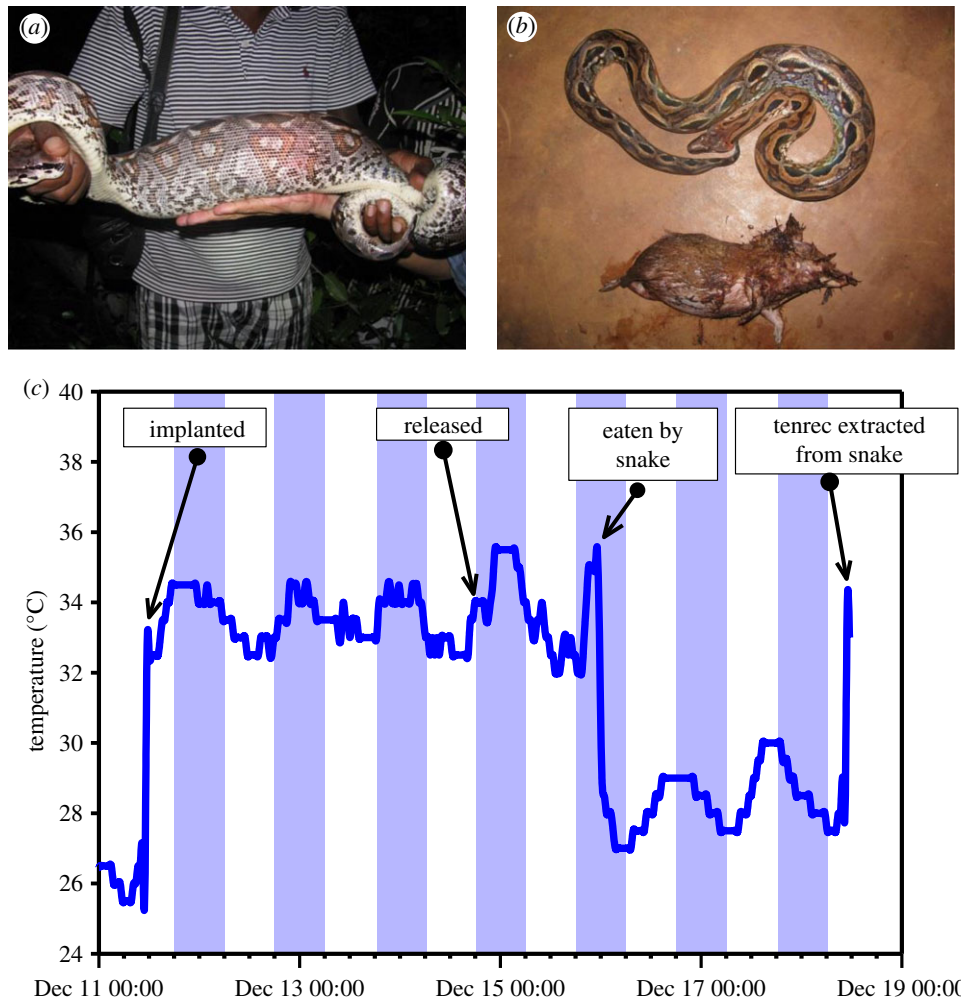 (a)
(b)
(c)
40
38
36
34
32
30
28
26
24
temperature (°C)
implanted
released
eaten by
snake
tenrec extracted
from snake
Dec 11 00:00
Dec 13 00:00
Dec 15 00:00
Dec 17 00:00
Dec 19 00:00